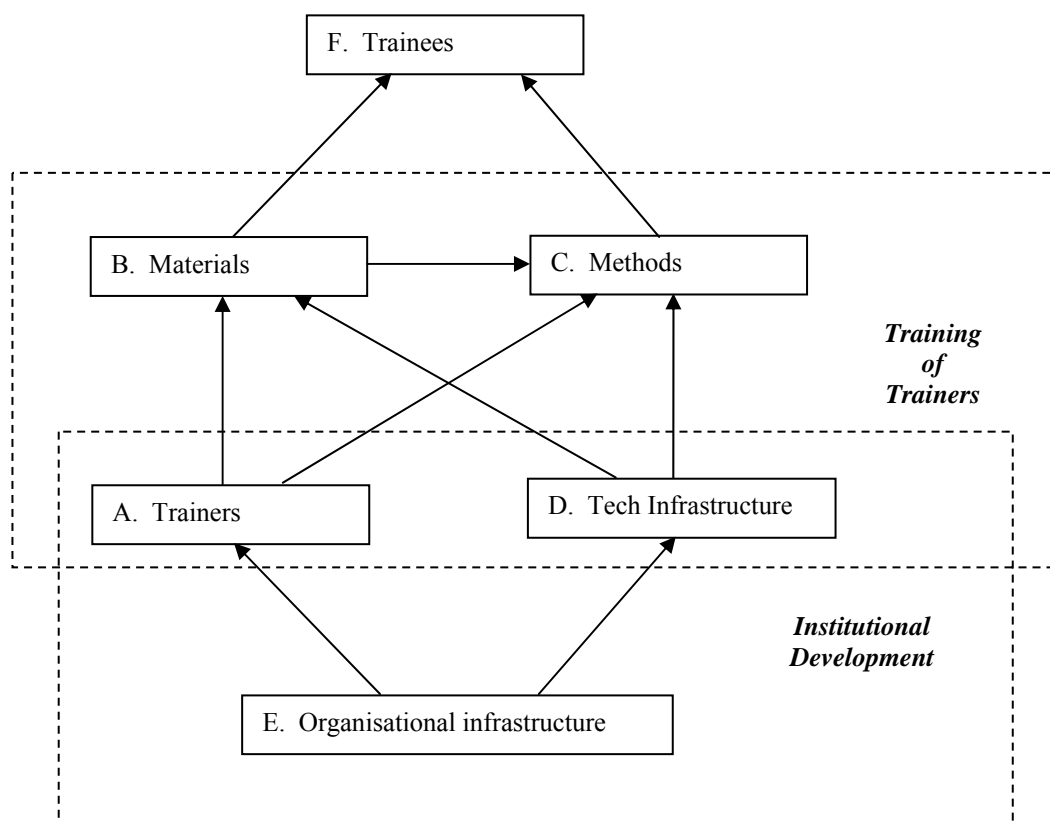 F. Trainees
B. Materials
C. Methods
Training
of
Trainers
A. Trainers
D. Tech Infrastructure
Institutional
Development
E. Organisational infrastructure